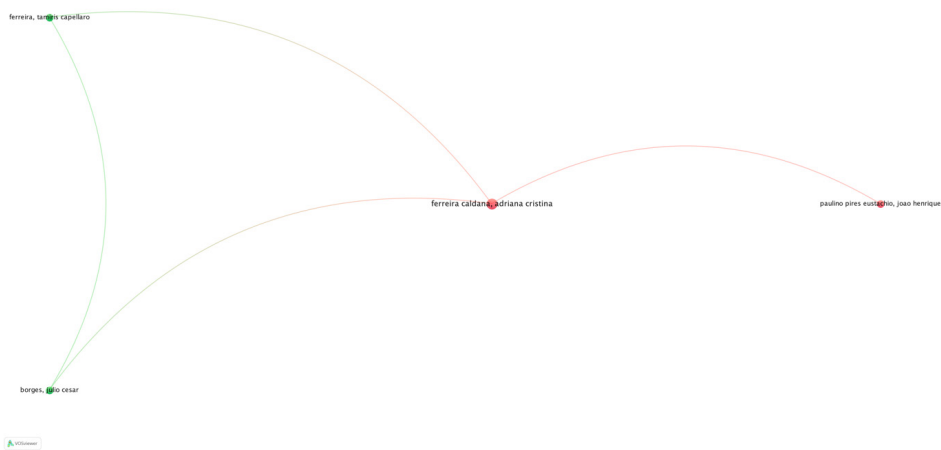 ferreira, tamiris capellaro
ferreira caldana, adriana cristina
paulino pires eustachio, joao henrique
borges, julio cesar
VOSviewer